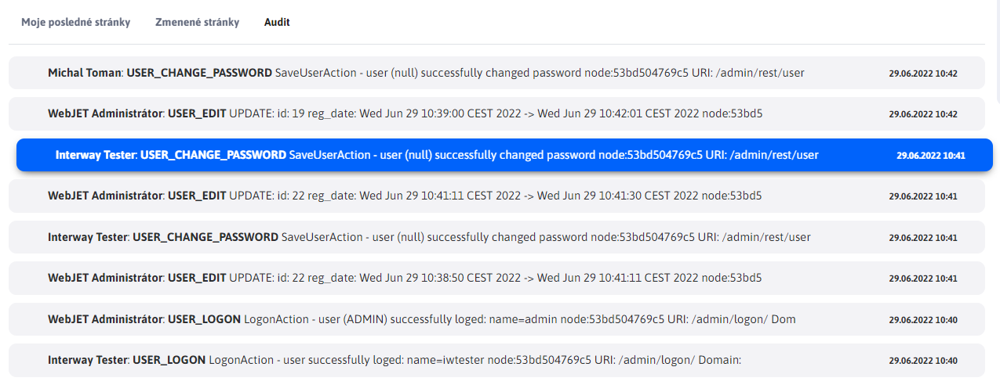 Moje posledné stránky Zmenené stránky Audit
Michal Toman: USER_CHANGE_PASSWORD SaveUserAction - user (null) successfully changed password node:53bd504769c5 URI: /admin/rest/user 29.06.2022 10:42
WebJET Administrátor: USER_EDIT UPDATE: id: 19 reg_date: Wed Jun 29 10:39:00 CEST 2022 -> Wed Jun 29 10:42:01 CEST 2022 node:53bd5 29.06.2022 10:42
Interway Tester: USER_CHANGE_PASSWORD SaveUserAction - user (null) successfully changed password node:53bd504769c5 URI: /admin/rest/user 29.06.2022 10:41
WebJET Administrátor: USER_EDIT UPDATE: id: 22 reg_date: Wed Jun 29 10:41:11 CEST 2022 -> Wed Jun 29 10:41:30 CEST 2022 node:53bd5 29.06.2022 10:41
Interway Tester: USER_CHANGE_PASSWORD SaveUserAction - user (null) successfully changed password node:53bd504769c5 URI: /admin/rest/user 29.06.2022 10:41
WebJET Administrátor: USER_EDIT UPDATE: id: 22 reg_date: Wed Jun 29 10:38:50 CEST 2022 -> Wed Jun 29 10:41:11 CEST 2022 node:53bd5 29.06.2022 10:41
WebJET Administrátor: USER_LOGON LogonAction - user (ADMIN) successfully loged: name=admin node:53bd504769c5 URI: /admin/logon/ Dom 29.06.2022 10:40
Interway Tester: USER_LOGON LogonAction - user successfully loged: name=iwtester node:53bd504769c5 URI: /admin/logon/ Domain: 29.06.2022 10:40